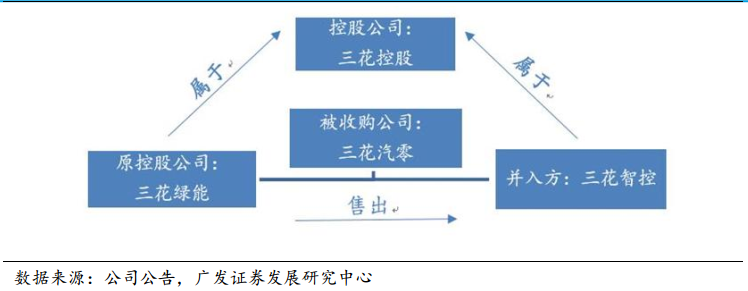 控股公司：
三花控股
属于
属于
被收购公司：
三花汽零
原控股公司：
三花绿能
并入方：三花智控
售出
数据来源：公司公告，广发证券发展研究中心